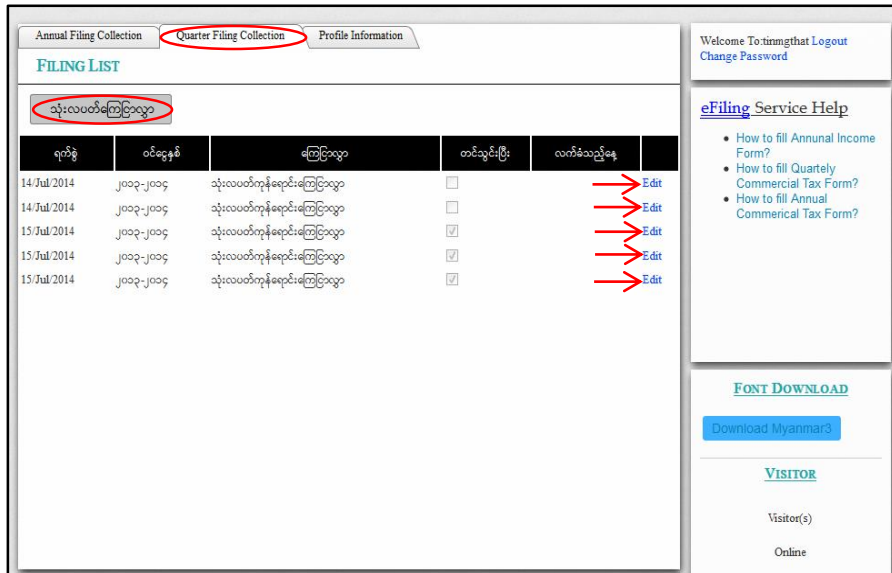 Annual Filing Collection Quarter Filing Collection Profile Information
FILING LIST
သုံးလပတ်ကြေငြာလွှာ
ရက်စွဲ ဝင်ငွေနှစ် ကြေငြာလွှာ တင်သွင်းပြီး လက်ခံသည့်နေ့
14/Jul/2014 ၂၀၁၃-၂၀၁၄ သုံးလပတ်ကုန်ရောင်းကြေငြာလွှာ Edit
14/Jul/2014 ၂၀၁၃-၂၀၁၄ သုံးလပတ်ကုန်ရောင်းကြေငြာလွှာ Edit
15/Jul/2014 ၂၀၁၃-၂၀၁၄ သုံးလပတ်ကုန်ရောင်းကြေငြာလွှာ Edit
15/Jul/2014 ၂၀၁၃-၂၀၁၄ သုံးလပတ်ကုန်ရောင်းကြေငြာလွှာ Edit
15/Jul/2014 ၂၀၁၃-၂၀၁၄ သုံးလပတ်ကုန်ရောင်းကြေငြာလွှာ Edit
Welcome To:tinmgthat Logout
Change Password
eFiling Service Help
How to fill Annunal Income
Form?
How to fill Quartely
Commercial Tax Form?
How to fill Annual
Commerical Tax Form?
FONT DOWNLOAD
Download Myanmar3
VISITOR
Visitor(s)
Online